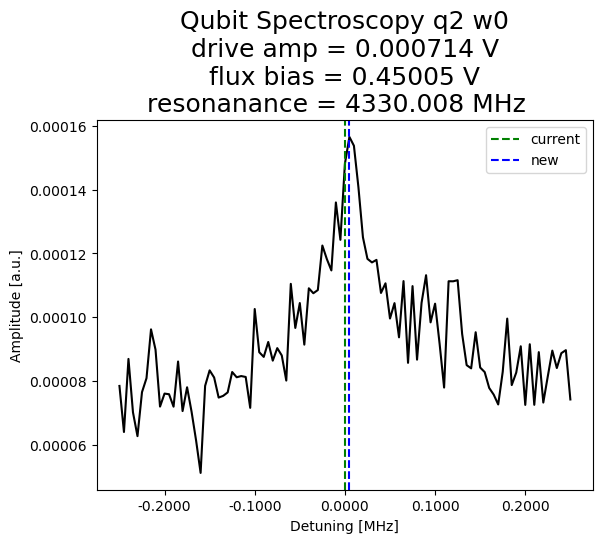 Qubit Spectroscopy q2 w0
drive amp = 0.000714 V
flux bias = 0.45005 V
resonanance = 4330.008 MHz
current
new
0.00016
0.00014
0.00012
0.00010
0.00008
0.00006
Amplitude [a.u.]
-0.2000 -0.1000 0.0000 0.1000 0.2000
Detuning [MHz]